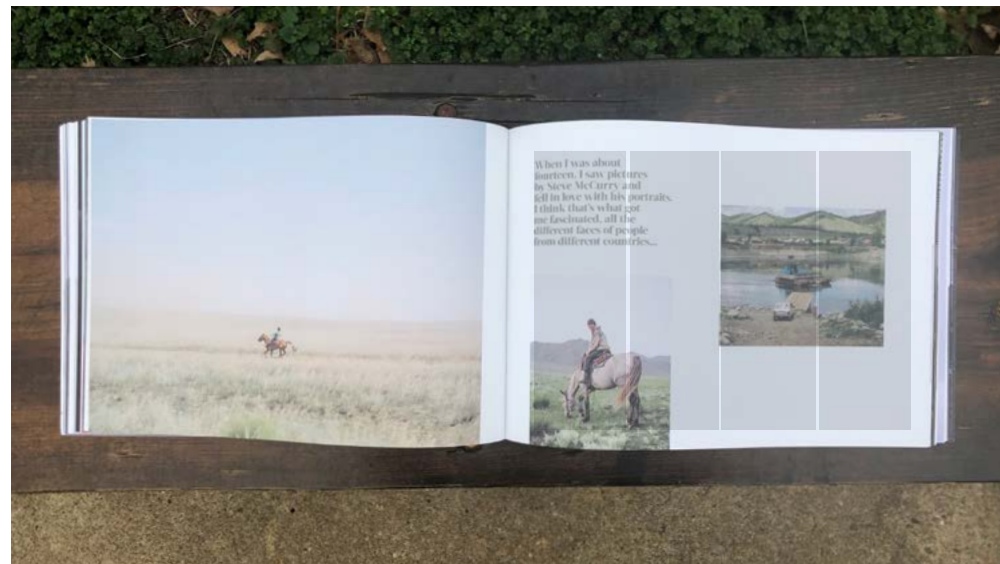 When I was about
fourteen, I saw pictures
by Steve McCurry and
fell in love with his portraits.
I think that's what got
me fascinated, all the
different faces of people
from different countries...